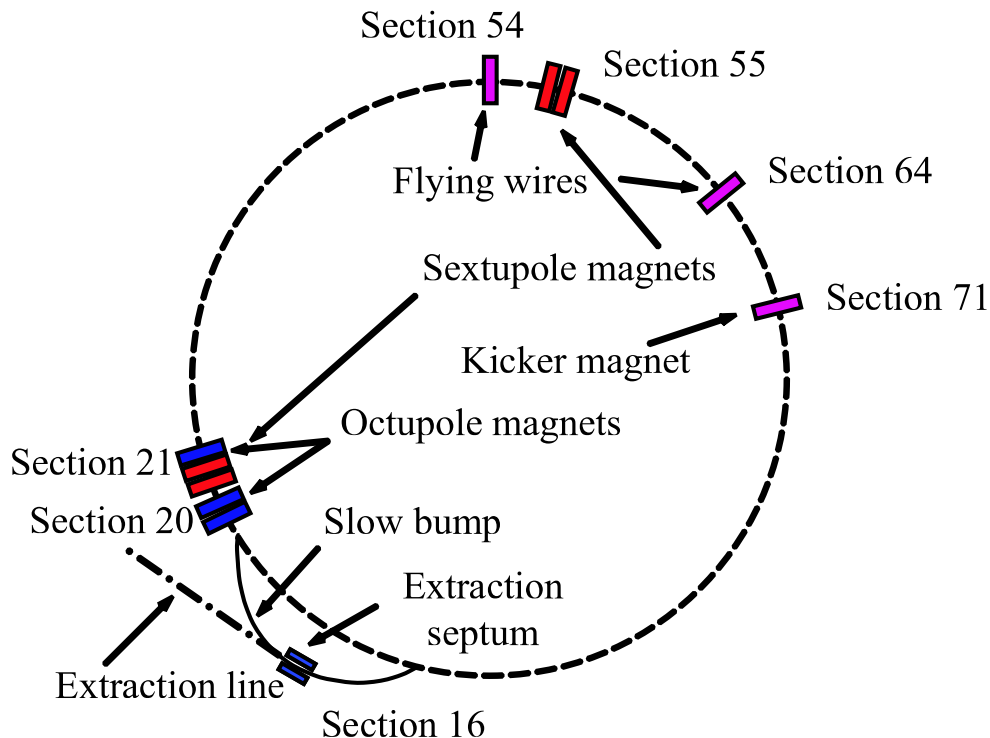 Section 54
Section 55
Flying wires
Section 64
Sextupole magnets
Section 71
Kicker magnet
Octupole magnets
Section 21
Section 20
Slow bump
Extraction
septum
Extraction line
Section 16